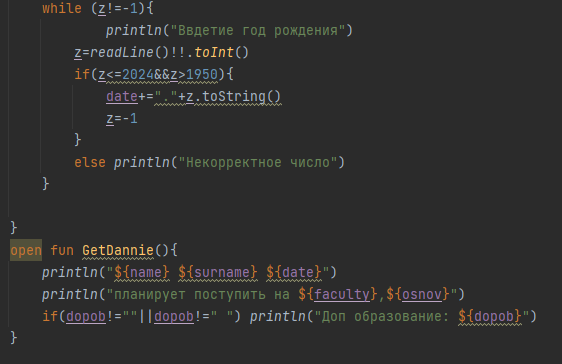 while (z!=-1){
println("Ввдетие год рождения")
z=readLine()!!.toInt()
if(z<=2024&&z>1950){
date+="."+z.toString()
z=-1
}
else println("Некорректное число")
}
}
open fun GetDannie(){
println("${name} ${surname} ${date}")
println("планирует поступить на ${faculty},${osnov}")
if(dopob!=""||dopob!=" ") println("Доп образование: ${dopob}")
}